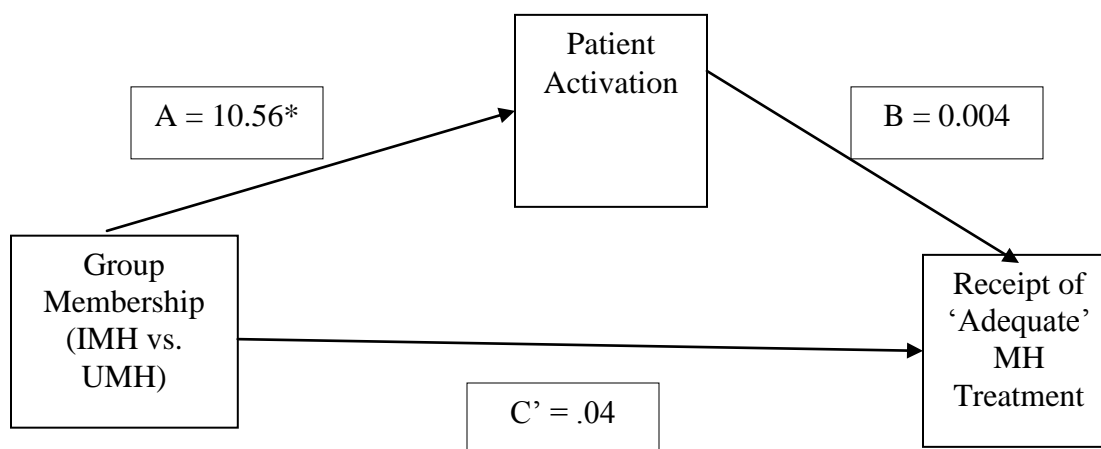 Patient
Activation
A = 10.56*
B = 0.004
Group
Membership
(IMH vs.
UMH)
Receipt of
‘Adequate’
MH
Treatment
C’ = .04